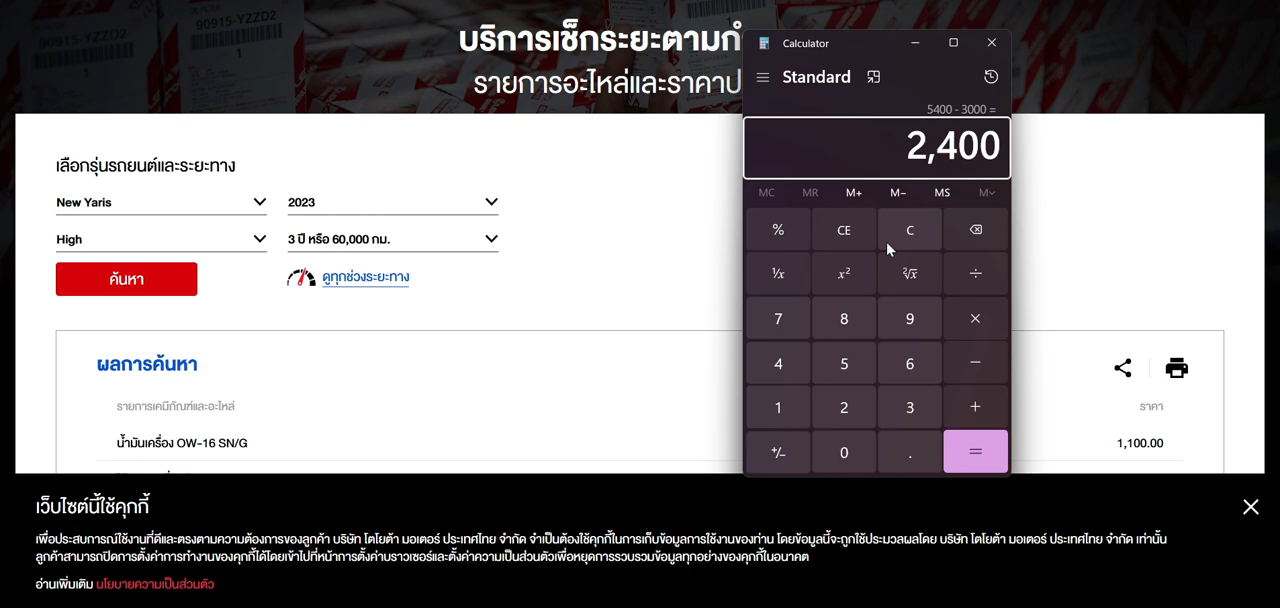 90915-YZZD2
90915-YZZD2
1
1
บริการเช็กระยะตามกำ
รายการอะไหล่และราคาป
เลือกรุ่นรถยนต์และระยะทาง
New Yaris
2023
High
3 ปี หรือ 60,000 กม.
ค้นหา
ดูทุกช่วงระยะทาง
ผลการค้นหา
รายการเคมีภัณฑ์และอะไหล่
ราคา
น้ำมันเครื่อง OW-16 SN/G
1,100.00
Calculator
Standard
5400 - 3000 =
2,400
MC MR M+ M− MS M
% CE C
¹/x x² ²√x ÷
7 8 9 ×
4 5 6 −
1 2 3 +
+/− 0 . =
เว็บไซต์นี้ใช้คุกกี้
เพื่อประสบการณ์ใช้งานที่ดีและตรงตามความต้องการของลูกค้า บริษัท โตโยต้า มอเตอร์ ประเทศไทย จำกัด จำเป็นต้องใช้คุกกี้ในการเก็บข้อมูลการใช้งานของท่าน โดยข้อมูลนี้จะถูกใช้ประมวลผลโดย บริษัท โตโยต้า มอเตอร์ ประเทศไทย จำกัด เท่านั้น
ลูกค้าสามารถปิดการตั้งค่าการทำงานของคุกกี้ได้โดยเข้าไปที่หน้าการตั้งค่าบราวเซอร์และตั้งค่าความเป็นส่วนตัวเพื่อหยุดการรวบรวมข้อมูลทุกอย่างของคุกกี้ในอนาคต
อ่านเพิ่มเติม นโยบายความเป็นส่วนตัว